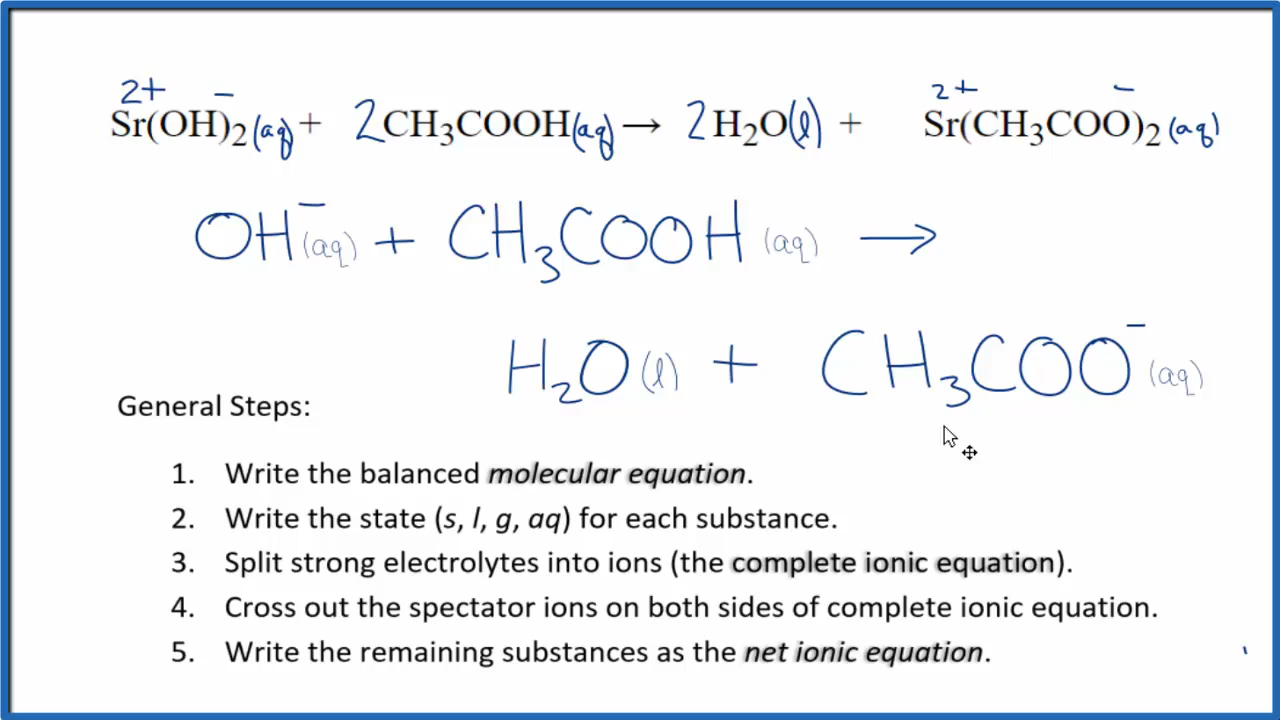 2+ − 2+ −
Sr(OH)₂(aq) + 2CH₃COOH(aq) → 2H₂O(l) + Sr(CH₃COO)₂(aq)
OH⁻(aq) + CH₃COOH(aq) →
H₂O(l) + CH₃COO⁻(aq)
General Steps:
1. Write the balanced molecular equation.
2. Write the state (s, l, g, aq) for each substance.
3. Split strong electrolytes into ions (the complete ionic equation).
4. Cross out the spectator ions on both sides of complete ionic equation.
5. Write the remaining substances as the net ionic equation.